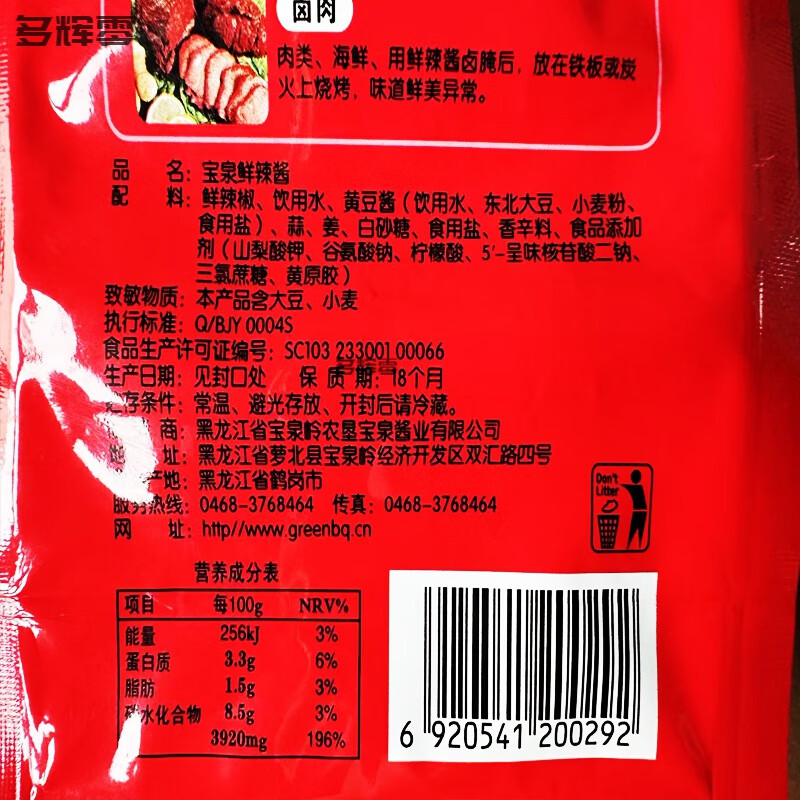 多辉零
卤肉
肉类、海鲜、用鲜辣酱卤腌后，放在铁板或炭
火上烧烤，味道鲜美异常。
品 名：宝泉鲜辣酱
配 料：鲜辣椒、饮用水、黄豆酱（饮用水、东北大豆、小麦粉、
食用盐）、蒜、姜、白砂糖、食用盐、香辛料、食品添加
剂（山梨酸钾、谷氨酸钠、柠檬酸、5′-呈味核苷酸二钠、
三氯蔗糖、黄原胶）
致敏物质：本产品含大豆、小麦
执行标准：Q/BJY 0004S
食品生产许可证编号：SC103 233001 00066
多辉零
生产日期：见封口处 保 质 期：18个月
存条件：常温、避光存放、开封后请冷藏。
商：黑龙江省宝泉岭农垦宝泉酱业有限公司
址：黑龙江省萝北县宝泉岭经济开发区双汇路四号
产地：黑龙江省鹤岗市
服务热线：0468-3768464 传真：0468-3768464
网 址：http//www.greenbq.cn
Don't
Litter
营养成分表
项目 每100g NRV%
能量 256kJ 3%
蛋白质 3.3g 6%
脂肪 1.5g 3%
碳水化合物 8.5g 3%
3920mg 196%
6 920541 200292